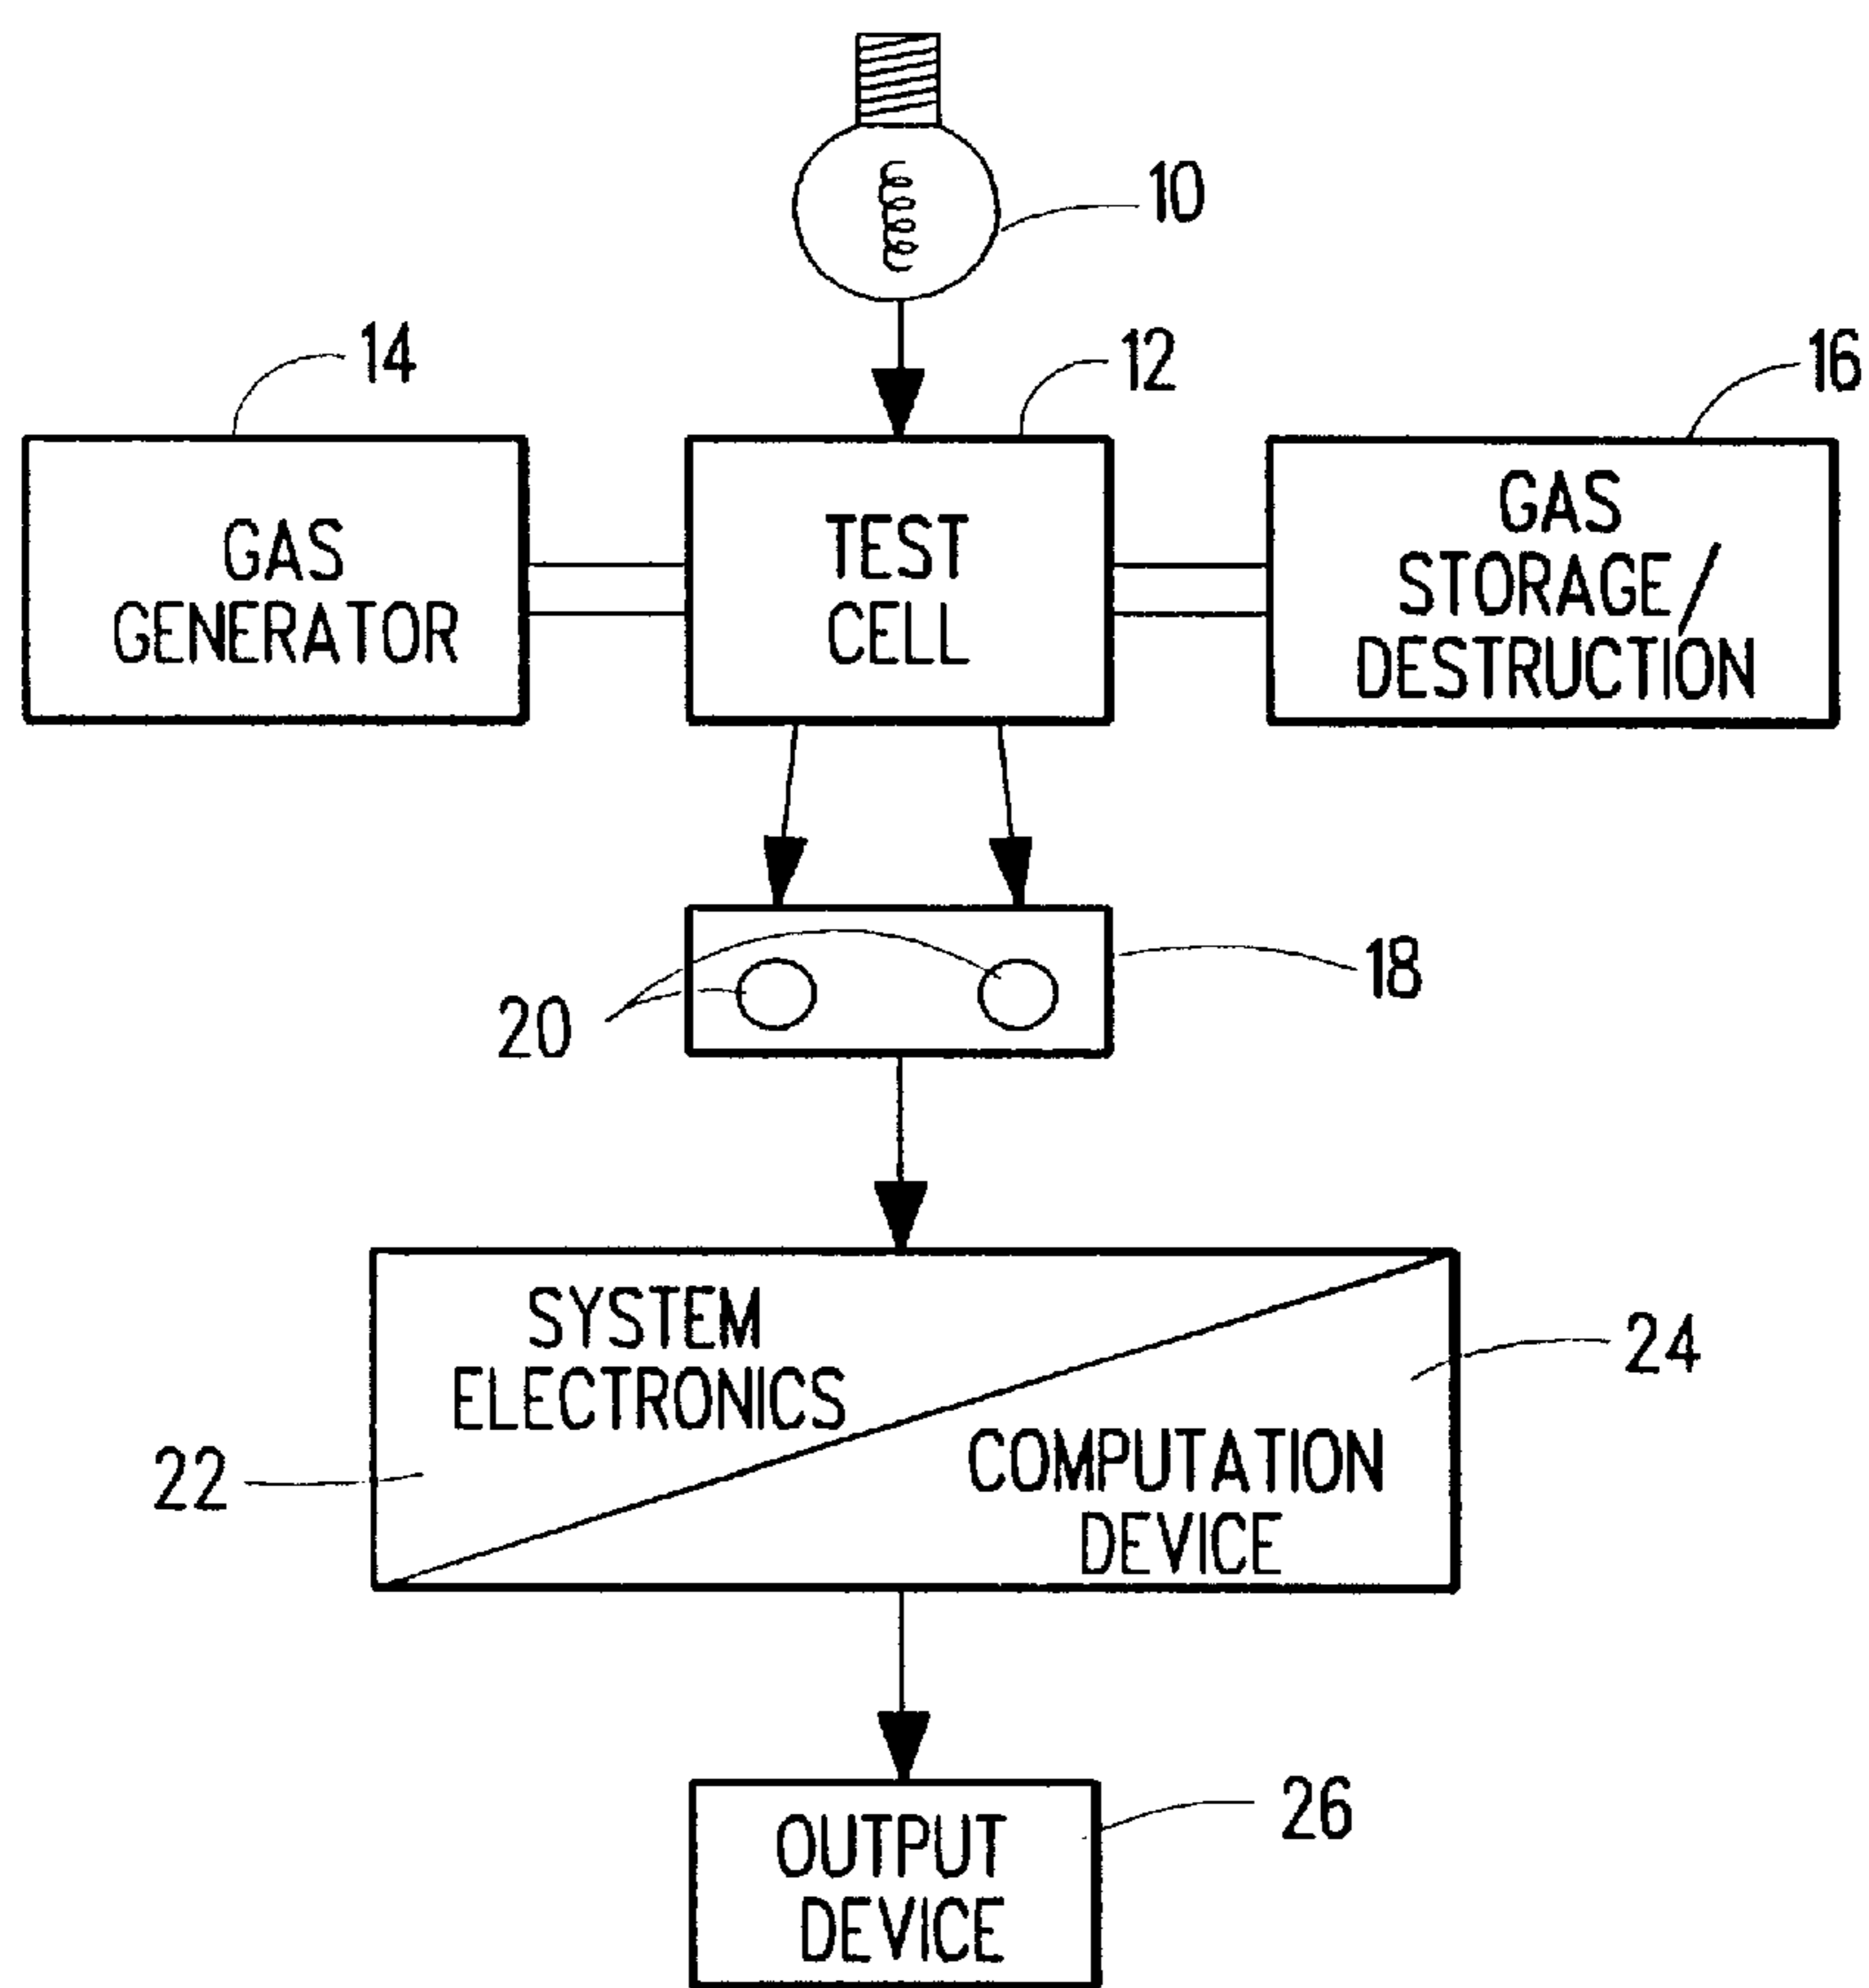 10
14
12
16
GAS
GENERATOR
TEST
CELL
GAS
STORAGE/
DESTRUCTION
18
20
SYSTEM
ELECTRONICS
24
22
COMPUTATION
DEVICE
26
OUTPUT
DEVICE